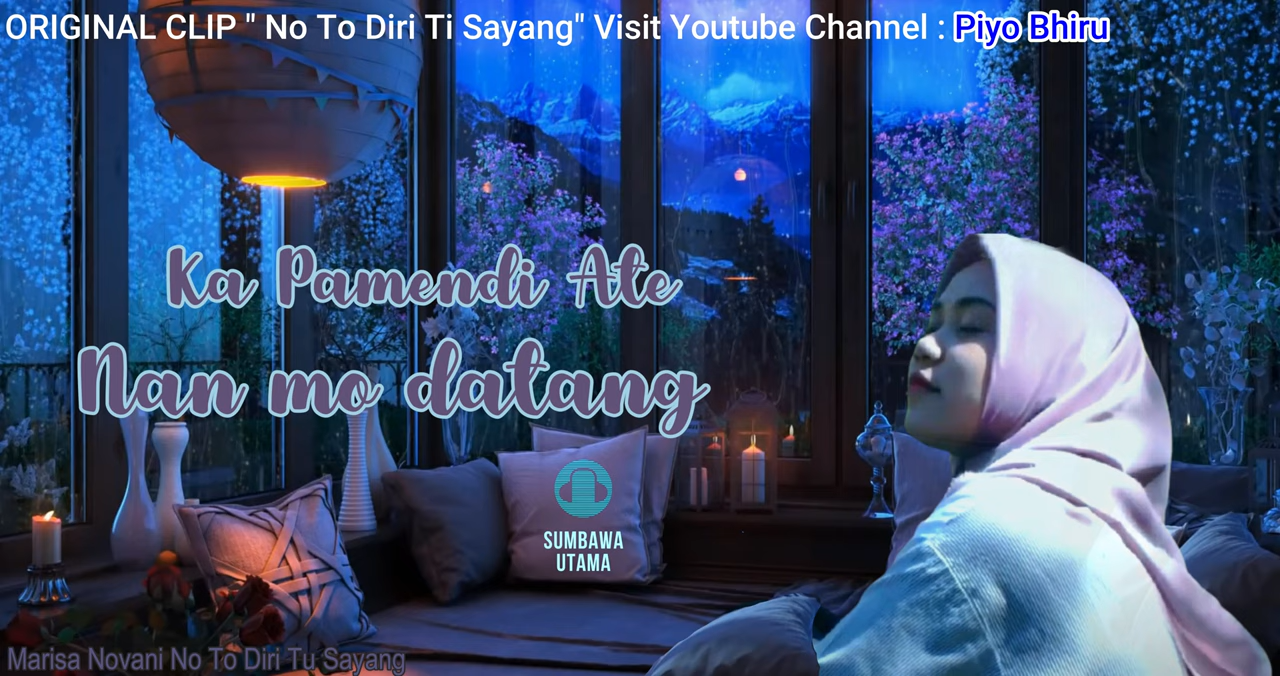 ORIGINAL CLIP " No To Diri Ti Sayang" Visit Youtube Channel : Piyo Bhiru
Ka Pamendi Ate
Nan mo datang
SUMBAWA
UTAMA
Marisa Novani No To Diri Tu Sayang